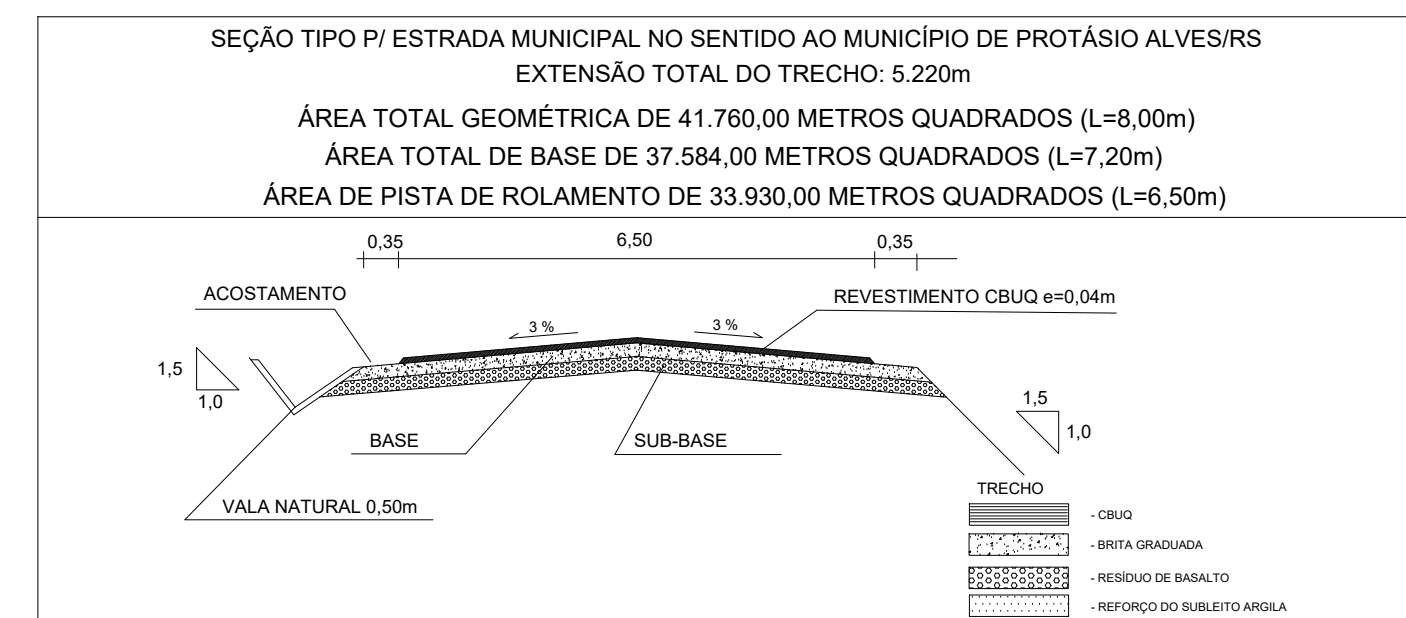 SEÇÃO TIPO P/ ESTRADA MUNICIPAL NO SENTIDO AO MUNICÍPIO DE PROTÁSIO ALVES/RS
EXTENSÃO TOTAL DO TRECHO: 5.220m
ÁREA TOTAL GEOMÉTRICA DE 41.760,00 METROS QUADRADOS (L=8,00m)
ÁREA TOTAL DE BASE DE 37.584,00 METROS QUADRADOS (L=7,20m)
ÁREA DE PISTA DE ROLAMENTO DE 33.930,00 METROS QUADRADOS (L=6,50m)
0,35 6,50 0,35
ACOSTAMENTO
REVESTIMENTO CBUQ e=0,04m
3 % 3 %
1,5
1,0
1,5
1,0
BASE
SUB-BASE
VALA NATURAL 0,50m
TRECHO
- CBUQ
- BRITA GRADUADA
- RESÍDUO DE BASALTO
- REFORÇO DO SUBLEITO ARGILA